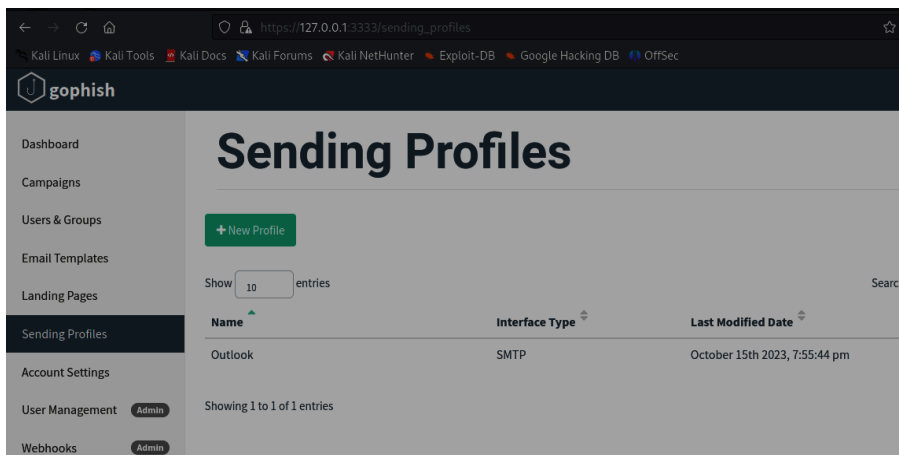 https://127.0.0.1:3333/sending_profiles
Kali Linux Kali Tools Kali Docs Kali Forums Kali NetHunter Exploit-DB Google Hacking DB OffSec
gophish
Dashboard
Campaigns
Users & Groups
Email Templates
Landing Pages
Sending Profiles
Account Settings
User Management Admin
Webhooks Admin
Sending Profiles
+ New Profile
Show 10 entries
Searc
Name Interface Type Last Modified Date
Outlook SMTP October 15th 2023, 7:55:44 pm
Showing 1 to 1 of 1 entries